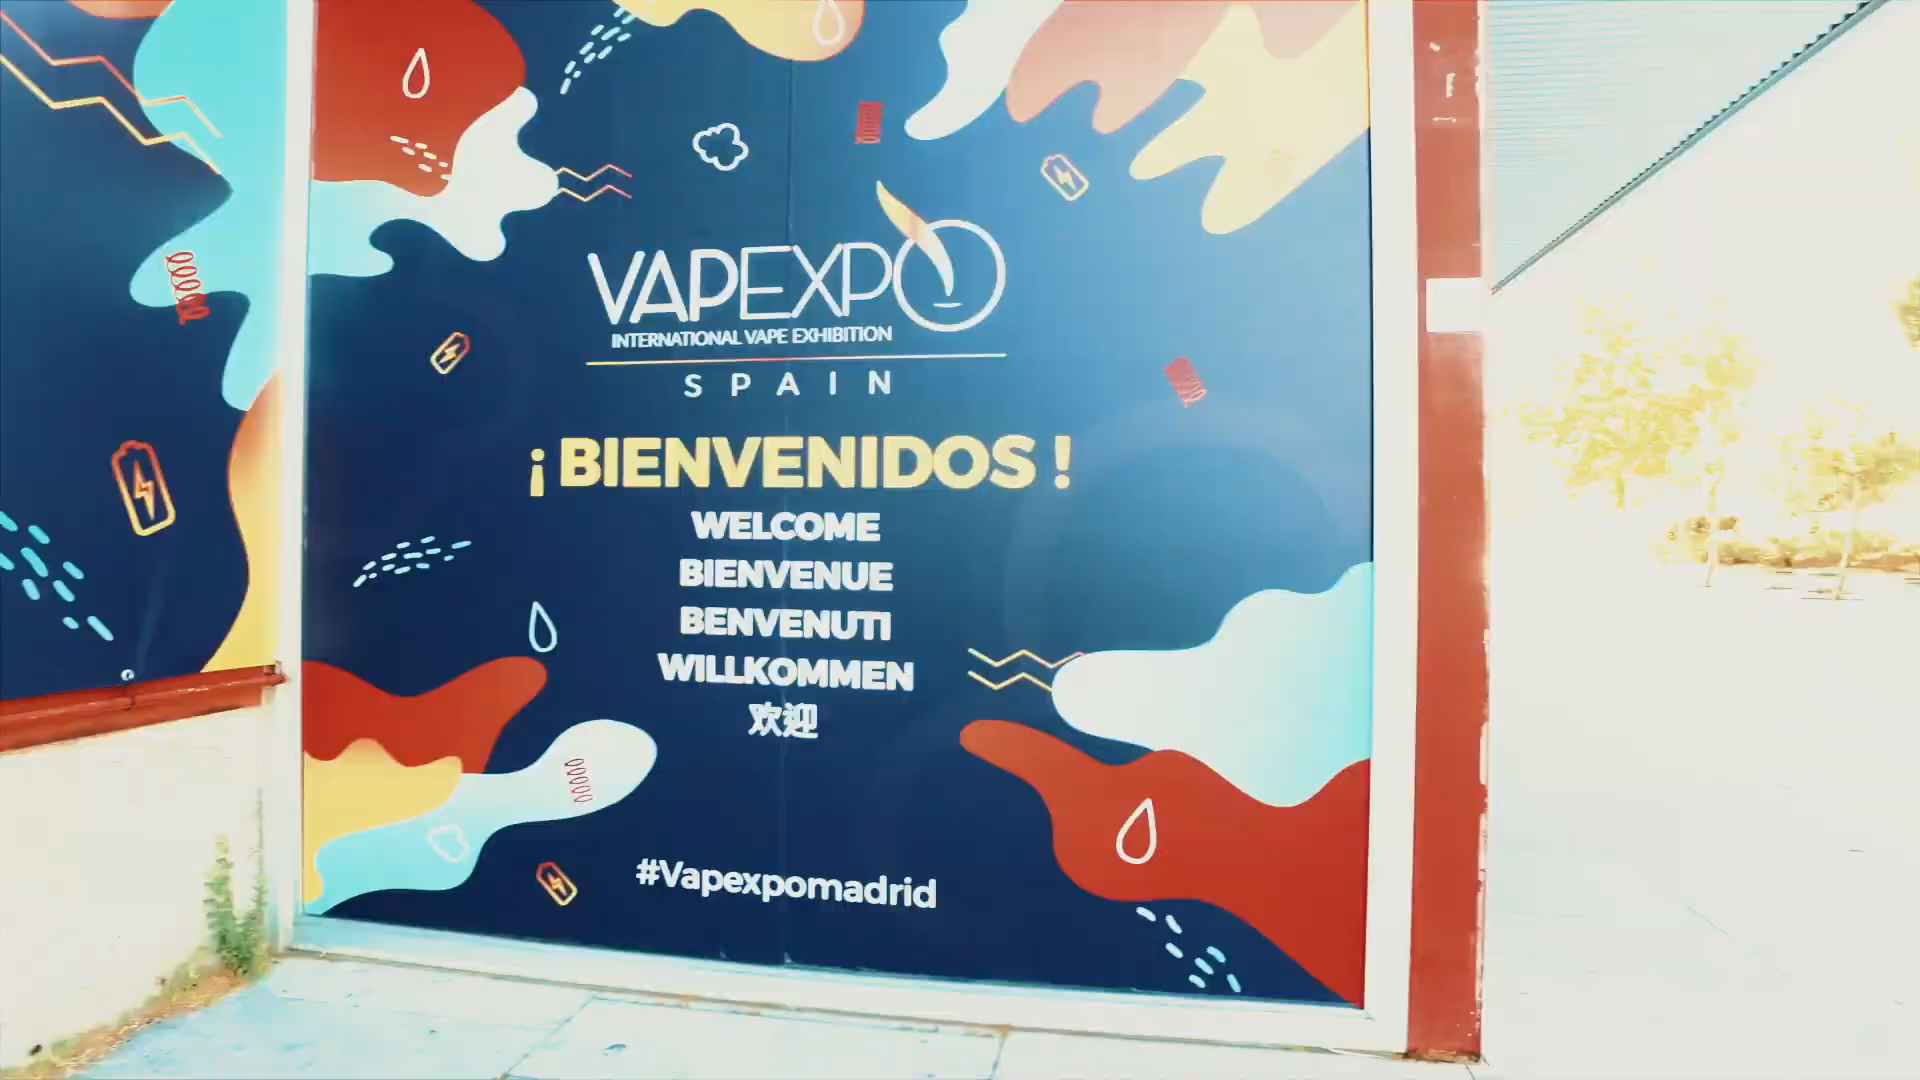 VAPEXPO
INTERNATIONAL VAPE EXHIBITION
SPAIN
¡BIENVENIDOS!
WELCOME
BIENVENUE
BENVENUTI
WILLKOMMEN
欢迎
#Vapexpomadrid